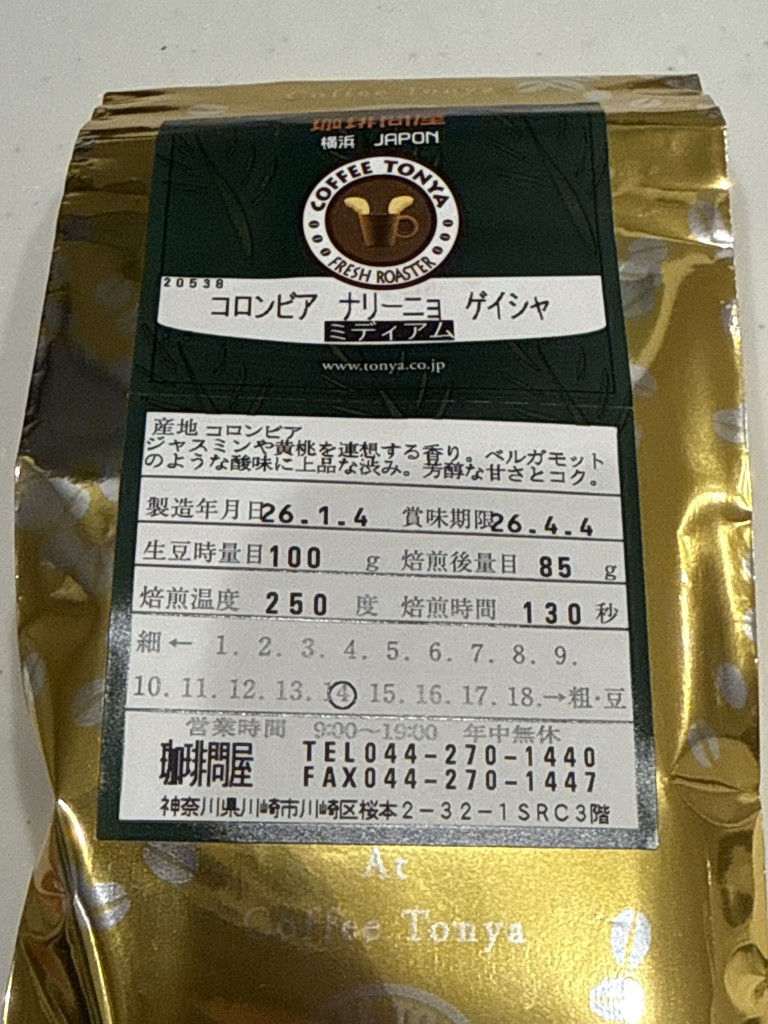 Coffee Tonya
珈琲問屋
横浜 JAPON
COFFEE TONYA
FRESH ROASTER
20538
コロンビア ナリーニョ ゲイシャ
ミディアム
www.tonya.co.jp
産地 コロンビア
ジャスミンや黄桃を連想する香り。ベルガモット
のような酸味に上品な渋み。芳醇な甘さとコク。
製造年月日26.1.4 賞味期限26.4.4
生豆時量目100 g 焙煎後量目 85 g
焙煎温度 250 度 焙煎時間 130 秒
細← 1. 2. 3. 4. 5. 6. 7. 8. 9.
10. 11. 12. 13. 14 15. 16. 17. 18.→粗・豆
営業時間 9:00〜19:00 年中無休
珈琲問屋 TEL044-270-1440
FAX044-270-1447
神奈川県川崎市川崎区桜本2-32-1SRC3階
At
Coffee Tonya